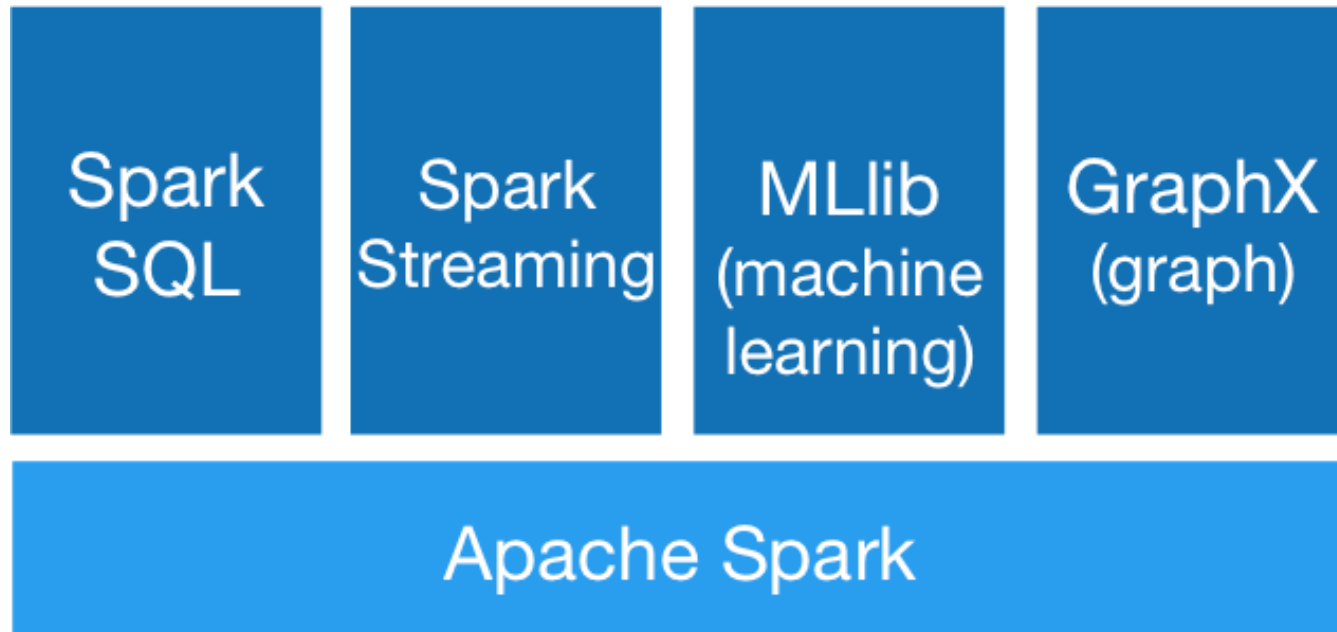 Spark
SQL
Spark
Streaming
MLlib
(machine
learning)
GraphX
(graph)
Apache Spark